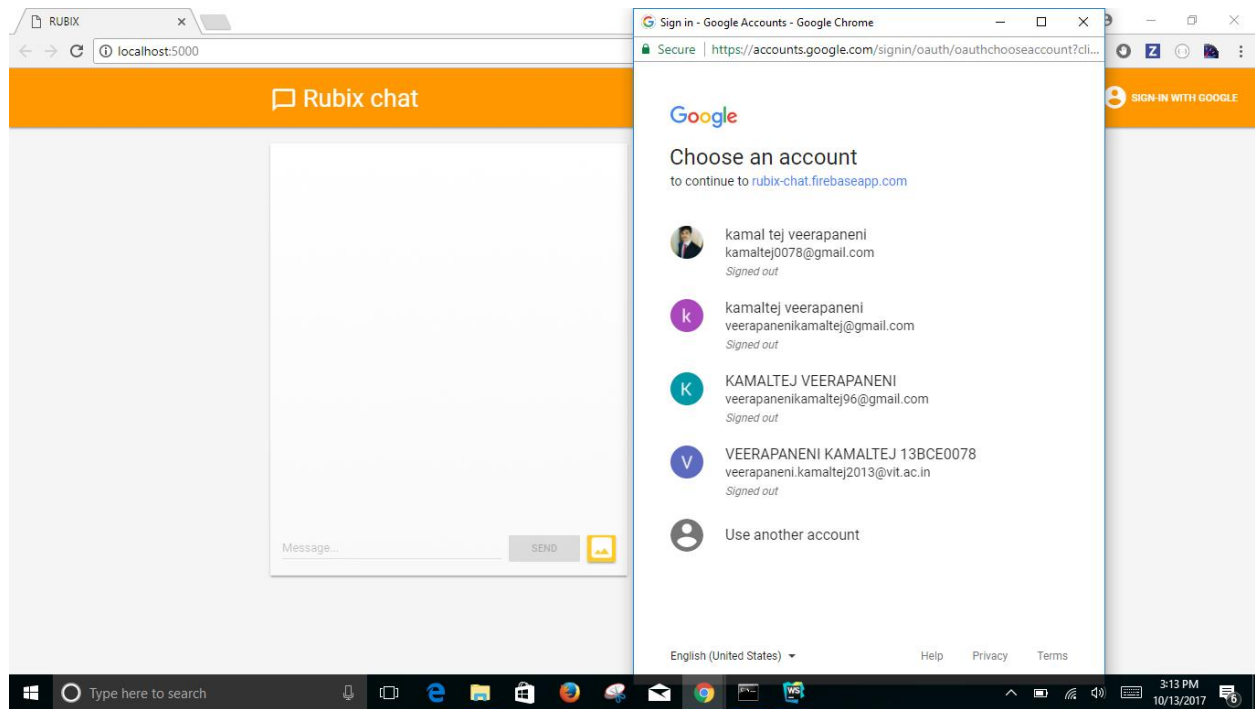 RUBIX
Sign in - Google Accounts - Google Chrome
localhost:5000
Secure | https://accounts.google.com/signin/oauth/oauthchooseaccount?cli...
Rubix chat
SIGN-IN WITH GOOGLE
Google
Choose an account
to continue to rubix-chat.firebaseapp.com
kamal tej veerapaneni
kamaltej0078@gmail.com
Signed out
k
kamaltej veerapaneni
veerapanenikamaltej@gmail.com
Signed out
K
KAMALTEJ VEERAPANENI
veerapanenikamaltej96@gmail.com
Signed out
V
VEERAPANENI KAMALTEJ 13BCE0078
veerapaneni.kamaltej2013@vit.ac.in
Signed out
Use another account
Message...
SEND
English (United States)
Help
Privacy
Terms
Type here to search
WS
3:13 PM
10/13/2017
6